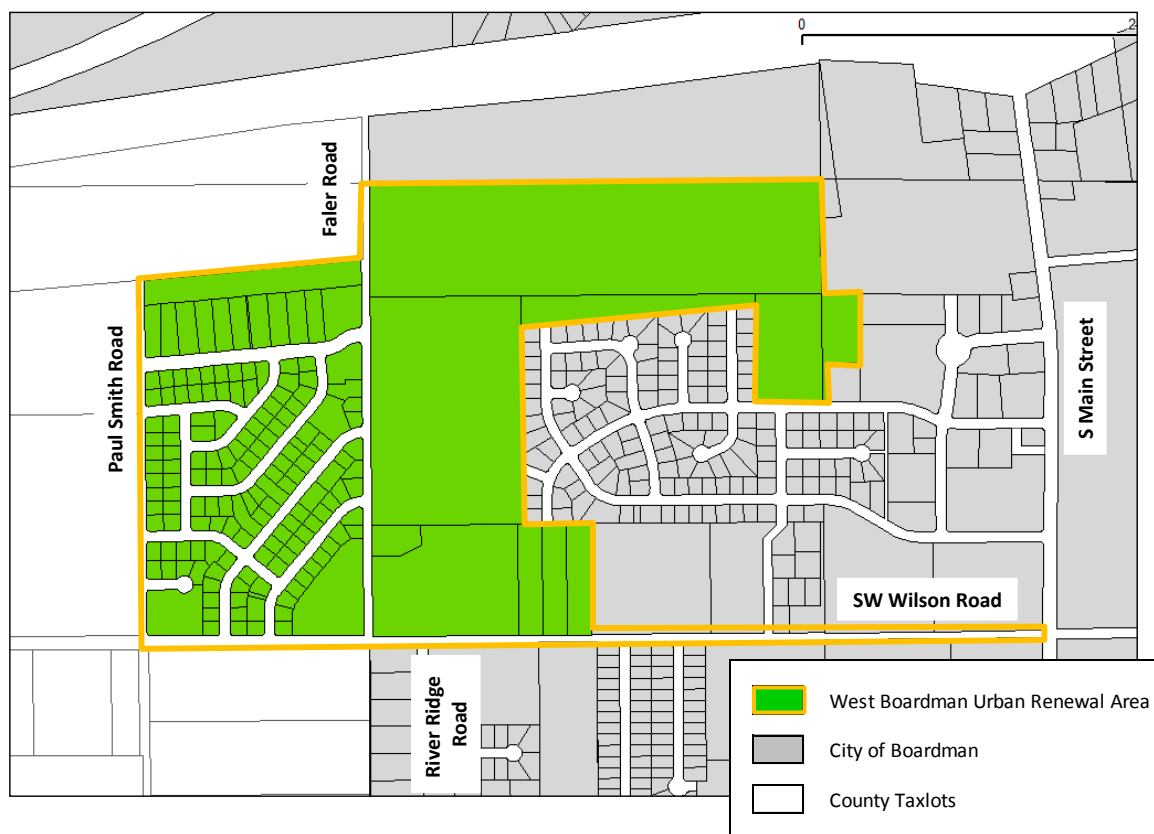 0
2
Faler Road
Paul Smith Road
S Main Street
SW Wilson Road
River Ridge
Road
West Boardman Urban Renewal Area
City of Boardman
County Taxlots